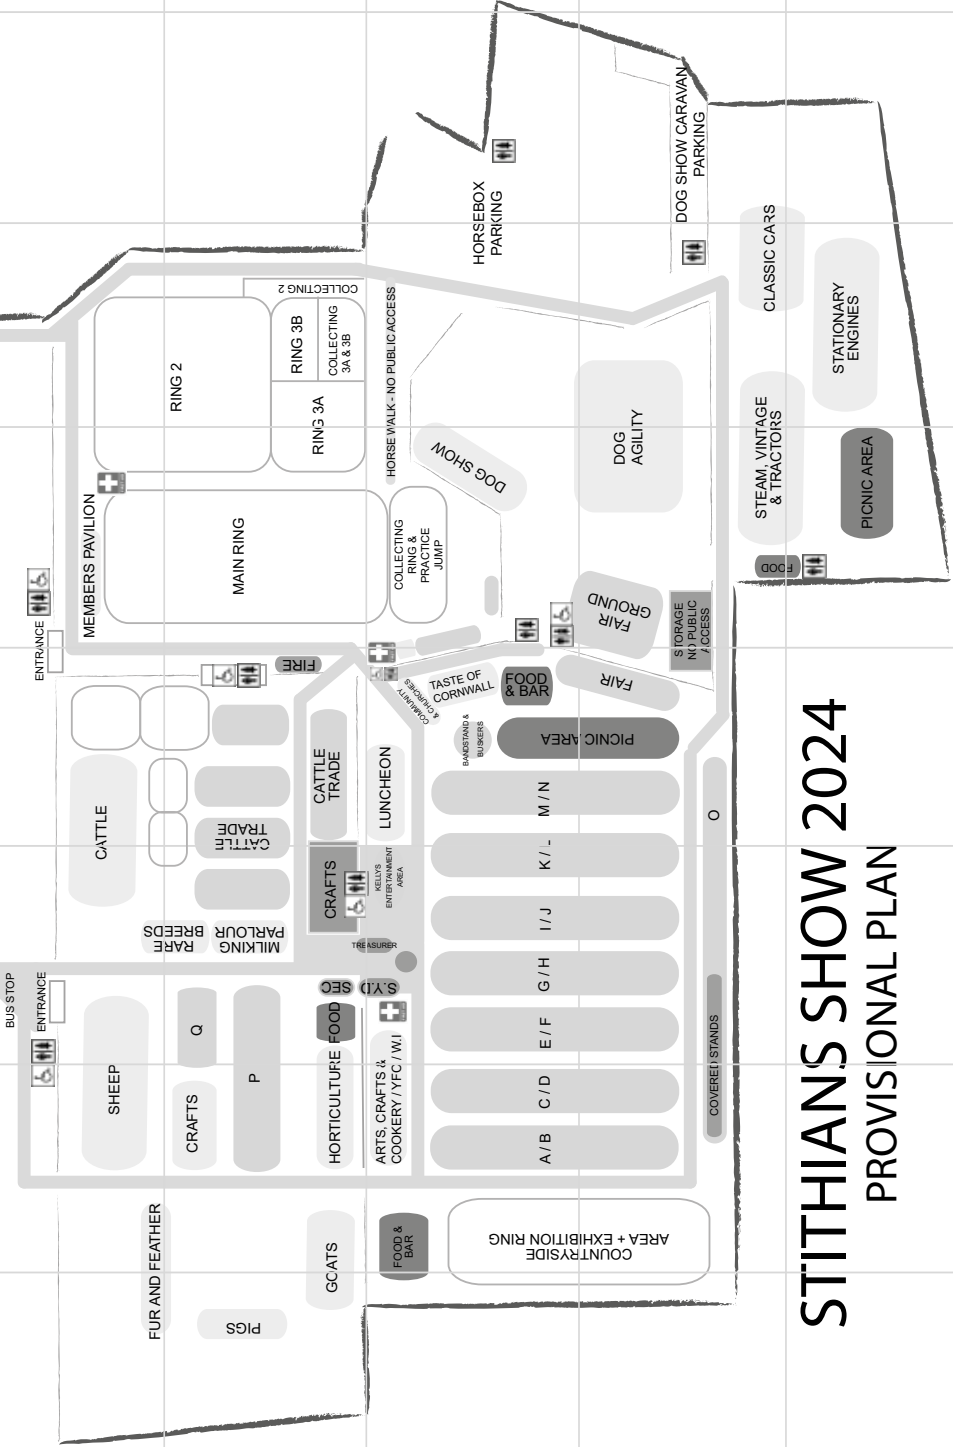 STITHIANS SHOW 2024
PROVISIONAL PLAN
DOG SHOW CARAVAN
PARKING
HORSEBOX
PARKING
CLASSIC CARS
STATIONARY
ENGINES
STEAM, VINTAGE
& TRACTORS
PICNIC AREA
FOOD
COLLECTING 2
RING 2
RING 3B
COLLECTING
3A & 3B
RING 3A
HORSE WALK - NO PUBLIC ACCESS
DOG SHOW
DOG
AGILITY
MEMBERS PAVILION
MAIN RING
COLLECTING
RING &
PRACTICE
JUMP
ENTRANCE
FIRE
FAIR
GROUND
STORAGE
NO PUBLIC
ACCESS
COMMUNITY
& CHURCHES
TASTE OF
CORNWALL
FOOD
& BAR
FAIR
BANDSTAND &
BUSKERS
PICNIC AREA
CATTLE
CATTLE
TRADE
CATTLE
TRADE
LUNCHEON
M / N
O
K / L
CRAFTS
KELLYS
ENTERTAINMENT
AREA
I / J
RARE
BREEDS
MILKING
PARLOUR
TREASURER
G / H
BUS STOP
ENTRANCE
SEC
S.Y.D
FOOD
Q
P
SHEEP
CRAFTS
HORTICULTURE
ARTS, CRAFTS &
COOKERY / YFC / W.I
E / F
C / D
A / B
COVERED STANDS
FUR AND FEATHER
PIGS
GOATS
FOOD &
BAR
COUNTRYSIDE
AREA + EXHIBITION RING